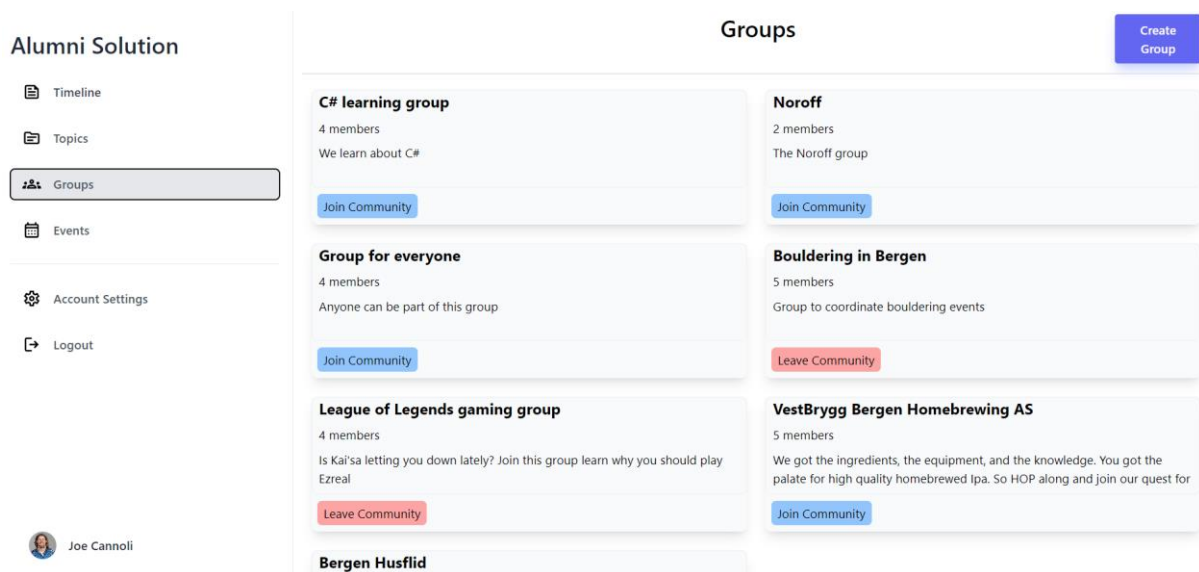 Alumni Solution
Timeline
Topics
Groups
Events
Account Settings
Logout
Joe Cannoli
Groups
Create
Group
C# learning group
4 members
We learn about C#
Join Community
Noroff
2 members
The Noroff group
Join Community
Group for everyone
4 members
Anyone can be part of this group
Join Community
Bouldering in Bergen
5 members
Group to coordinate bouldering events
Leave Community
League of Legends gaming group
4 members
Is Kai'sa letting you down lately? Join this group learn why you should play
Ezreal
Leave Community
VestBrygg Bergen Homebrewing AS
5 members
We got the ingredients, the equipment, and the knowledge. You got the
palate for high quality homebrewed Ipa. So HOP along and join our quest for
Join Community
Bergen Husflid